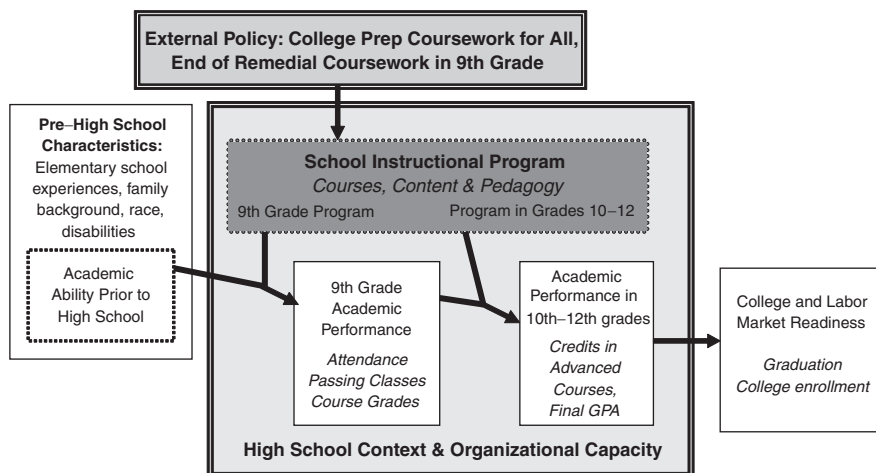 External Policy: College Prep Coursework for All,
End of Remedial Coursework in 9th Grade
Pre–High School
Characteristics:
Elementary school
experiences, family
background, race,
disabilities
Academic
Ability Prior to
High School
School Instructional Program
Courses, Content & Pedagogy
9th Grade Program
Program in Grades 10–12
9th Grade
Academic
Performance
Attendance
Passing Classes
Course Grades
Academic
Performance in
10th–12th grades
Credits in
Advanced
Courses,
Final GPA
College and Labor
Market Readiness
Graduation
College enrollment
High School Context & Organizational Capacity